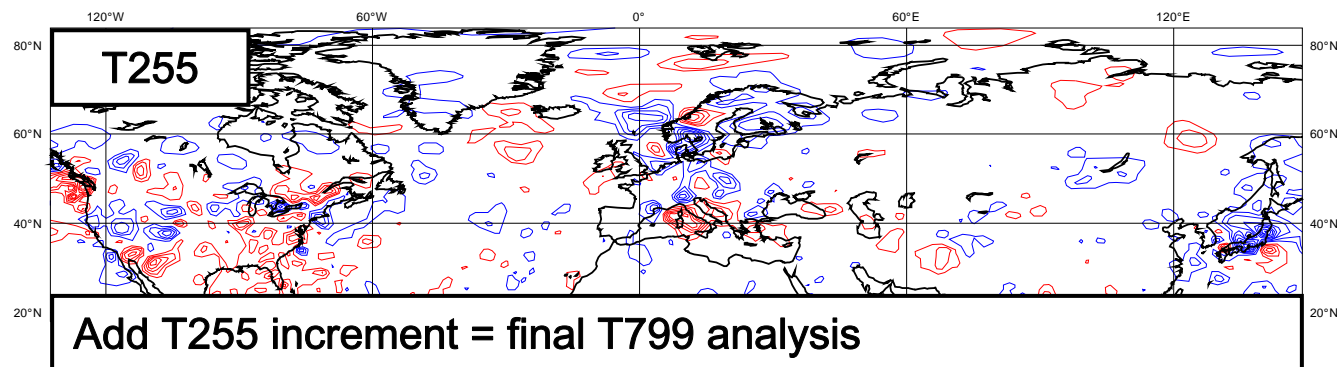 120°W 60°W 0° 60°E 120°E
80°N 80°N
T255
60°N 60°N
40°N 40°N
20°N 20°N
Add T255 increment = final T799 analysis